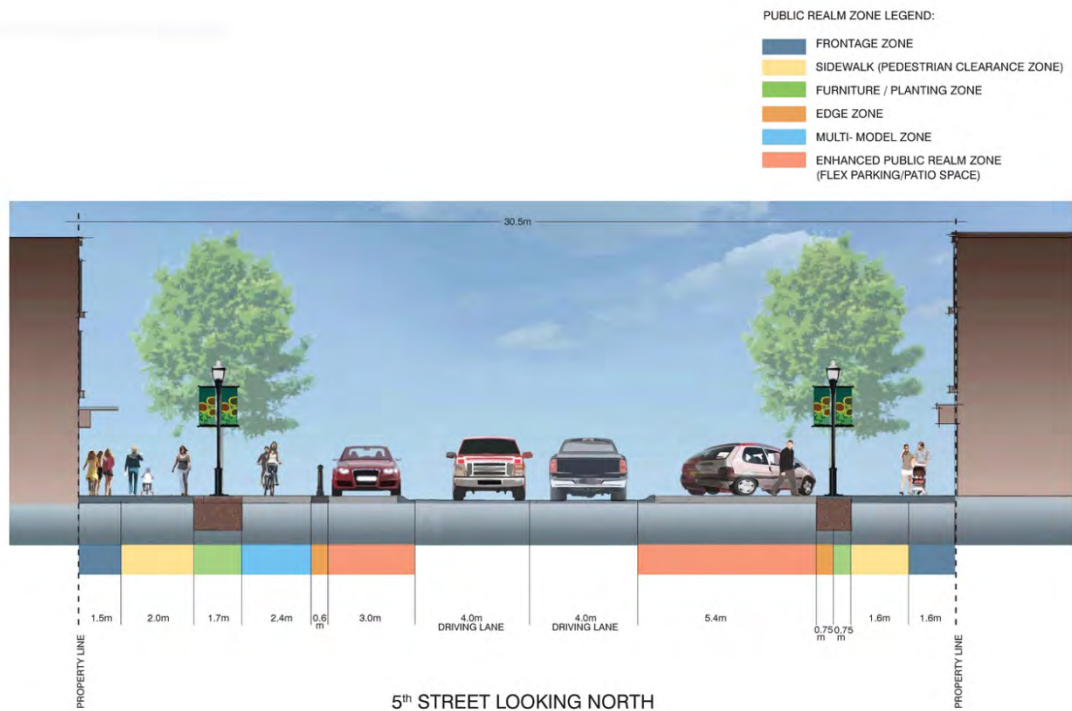 PUBLIC REALM ZONE LEGEND:
FRONTAGE ZONE
SIDEWALK (PEDESTRIAN CLEARANCE ZONE)
FURNITURE / PLANTING ZONE
EDGE ZONE
MULTI- MODEL ZONE
ENHANCED PUBLIC REALM ZONE
(FLEX PARKING/PATIO SPACE)
30.5m
1.5m
2.0m
1.7m
2.4m
0.6
m
3.0m
4.0m
DRIVING LANE
4.0m
DRIVING LANE
5.4m
0.75
m
0.75
m
1.6m
1.6m
PROPERTY LINE
PROPERTY LINE
5th STREET LOOKING NORTH